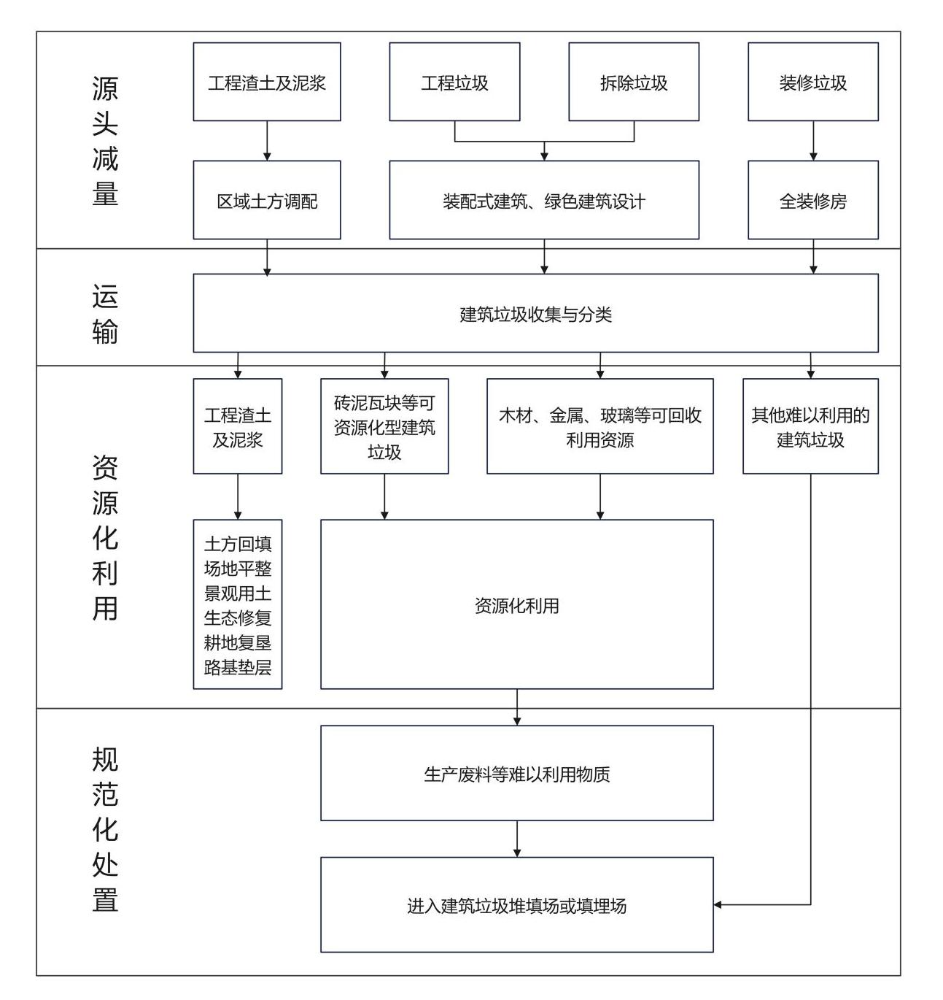 源头减量
工程渣土及泥浆
工程垃圾
拆除垃圾
装修垃圾
区域土方调配
装配式建筑、绿色建筑设计
全装修房
运输
建筑垃圾收集与分类
资源化利用
工程渣土
及泥浆
砖泥瓦块等可
资源化型建筑
垃圾
木材、金属、玻璃等可回收
利用资源
其他难以利用的
建筑垃圾
土方回填
场地平整
景观用土
生态修复
耕地复垦
路基垫层
资源化利用
规范化处置
生产废料等难以利用物质
进入建筑垃圾堆填场或填埋场